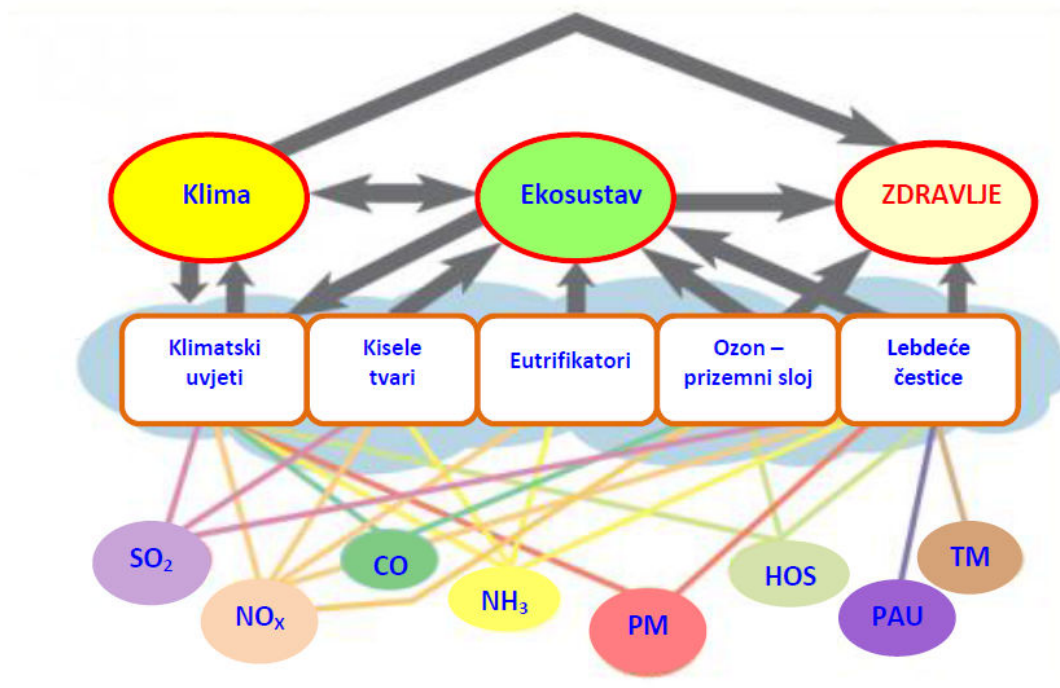 Klima
Ekosustav
ZDRAVLJE
Klimatski
uvjeti
Kisele
tvari
Eutrifikatori
Ozon –
prizemni sloj
Lebdeće
čestice
SO₂
NOₓ
CO
NH₃
PM
HOS
PAU
TM